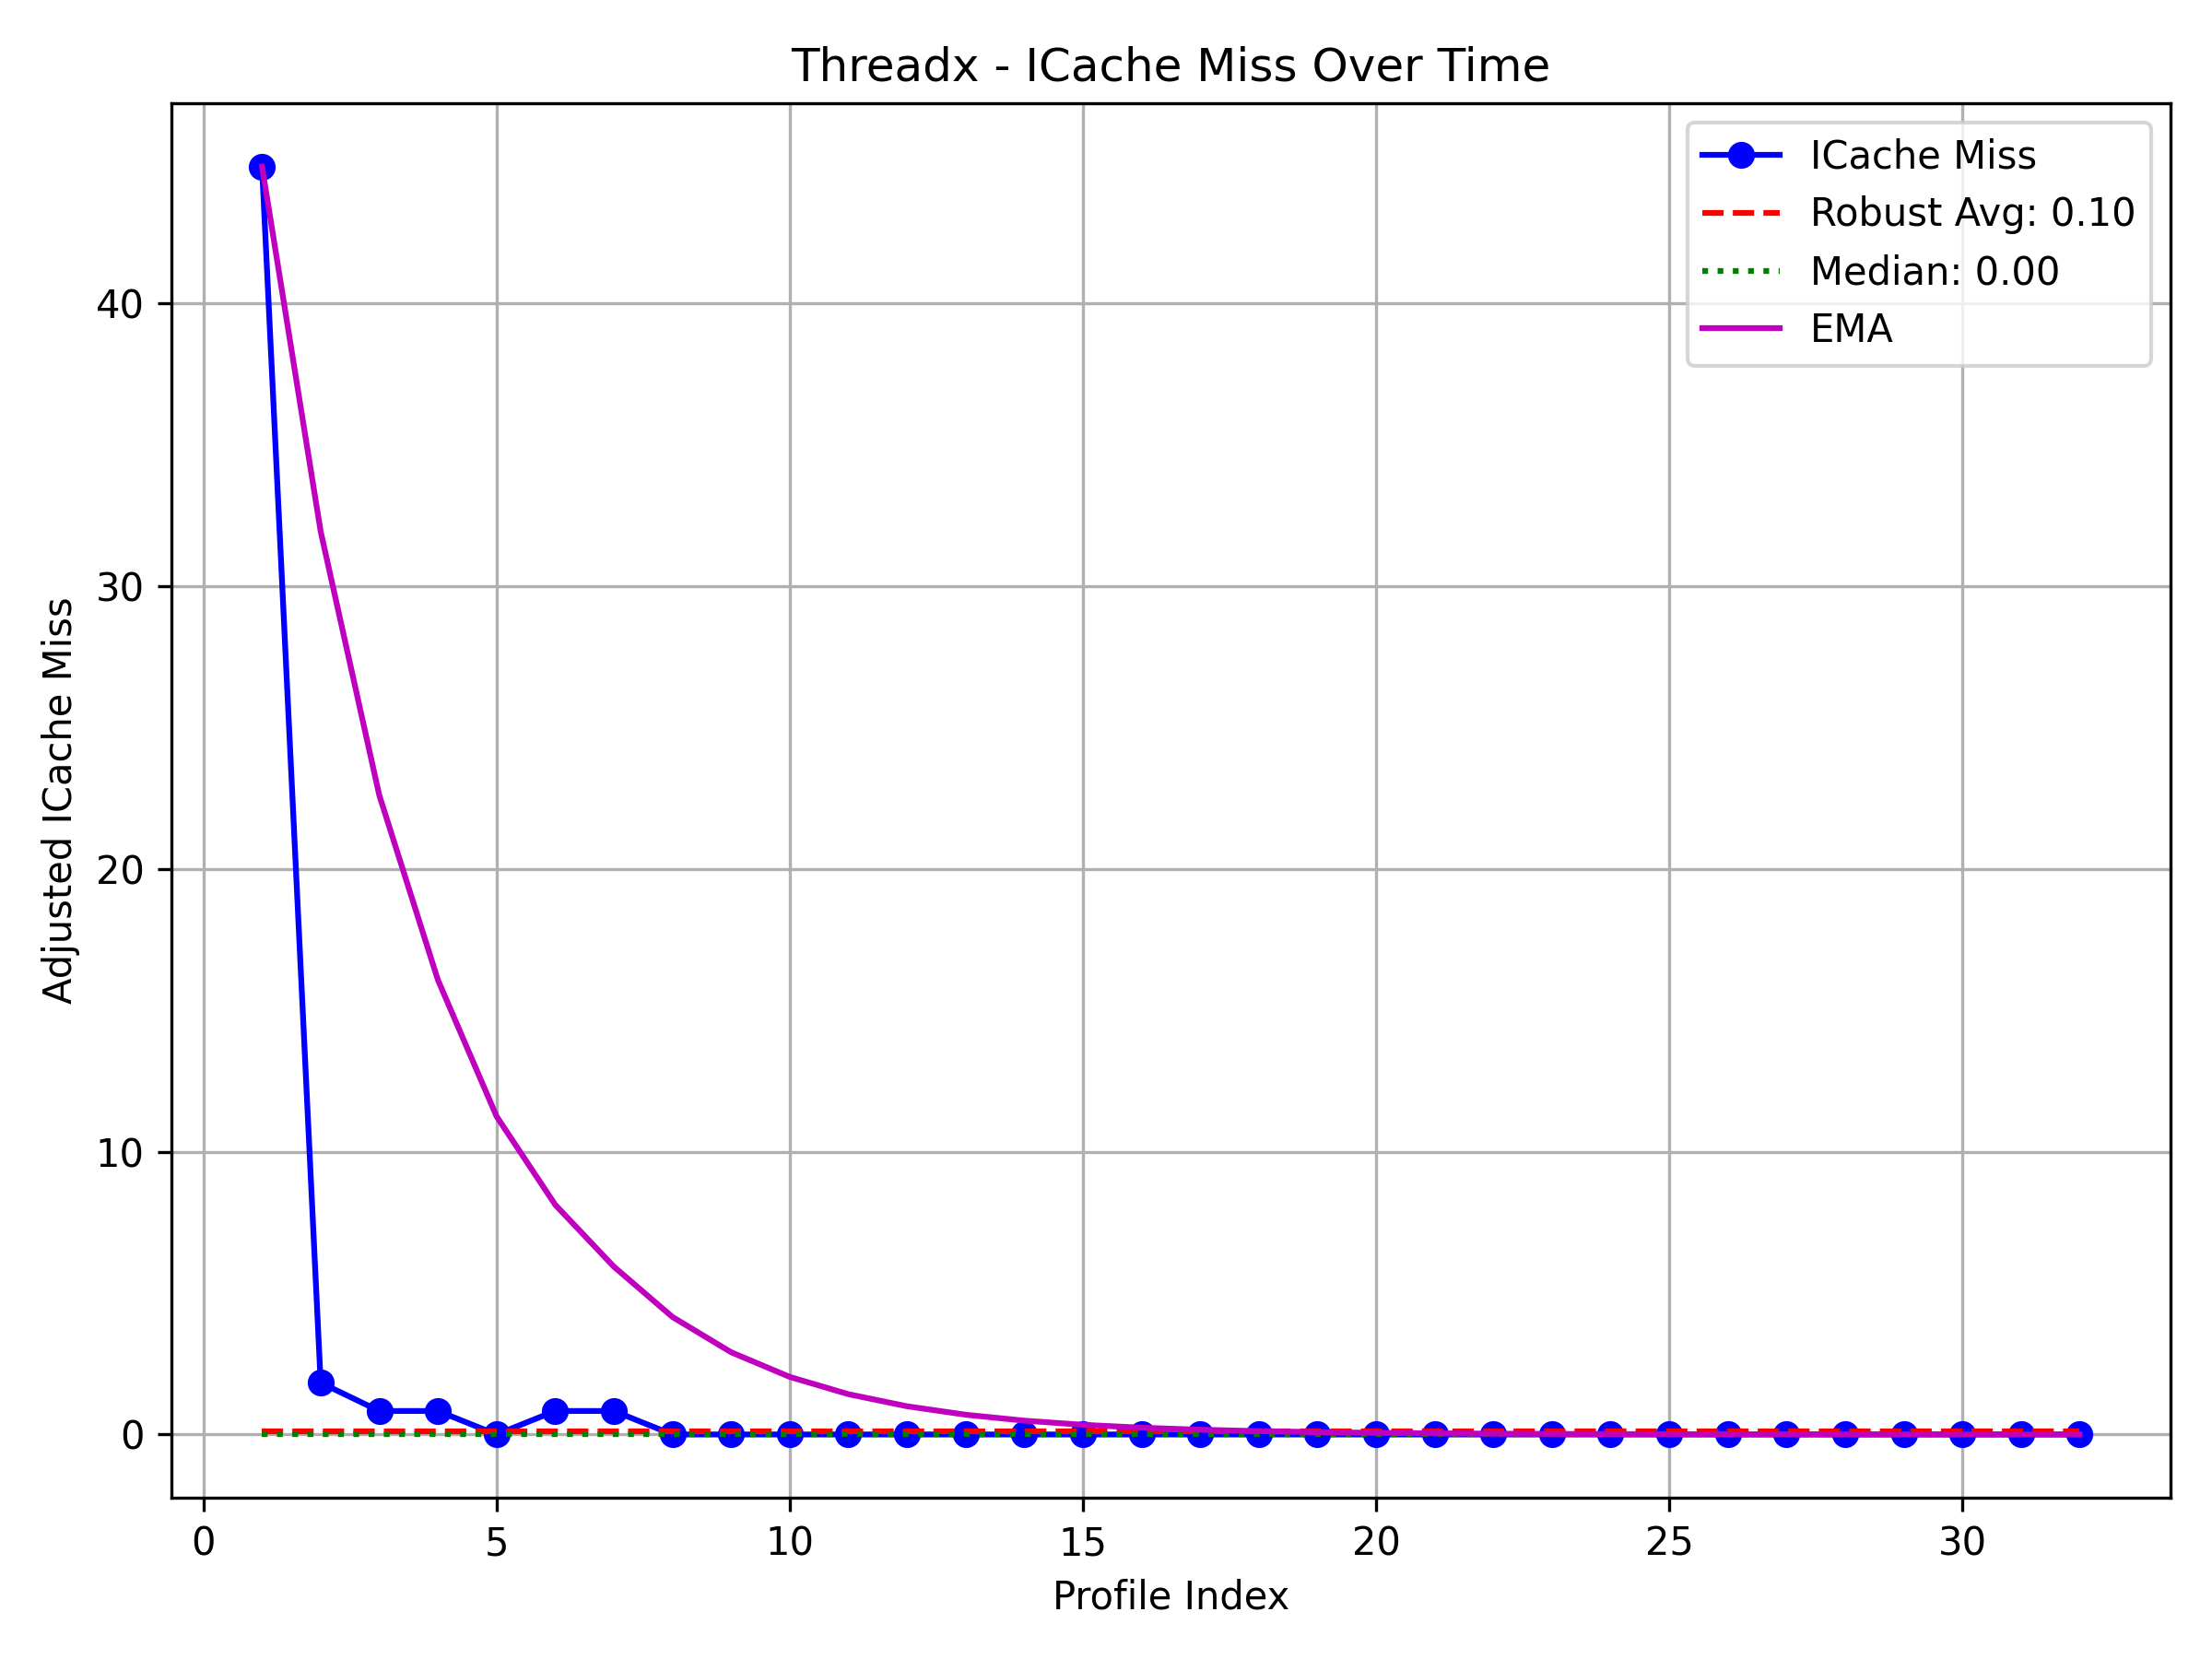 Threadx - ICache Miss Over Time
ICache Miss
Robust Avg: 0.10
Median: 0.00
EMA
Adjusted ICache Miss
40
30
20
10
0
0 5 10 15 20 25 30
Profile Index